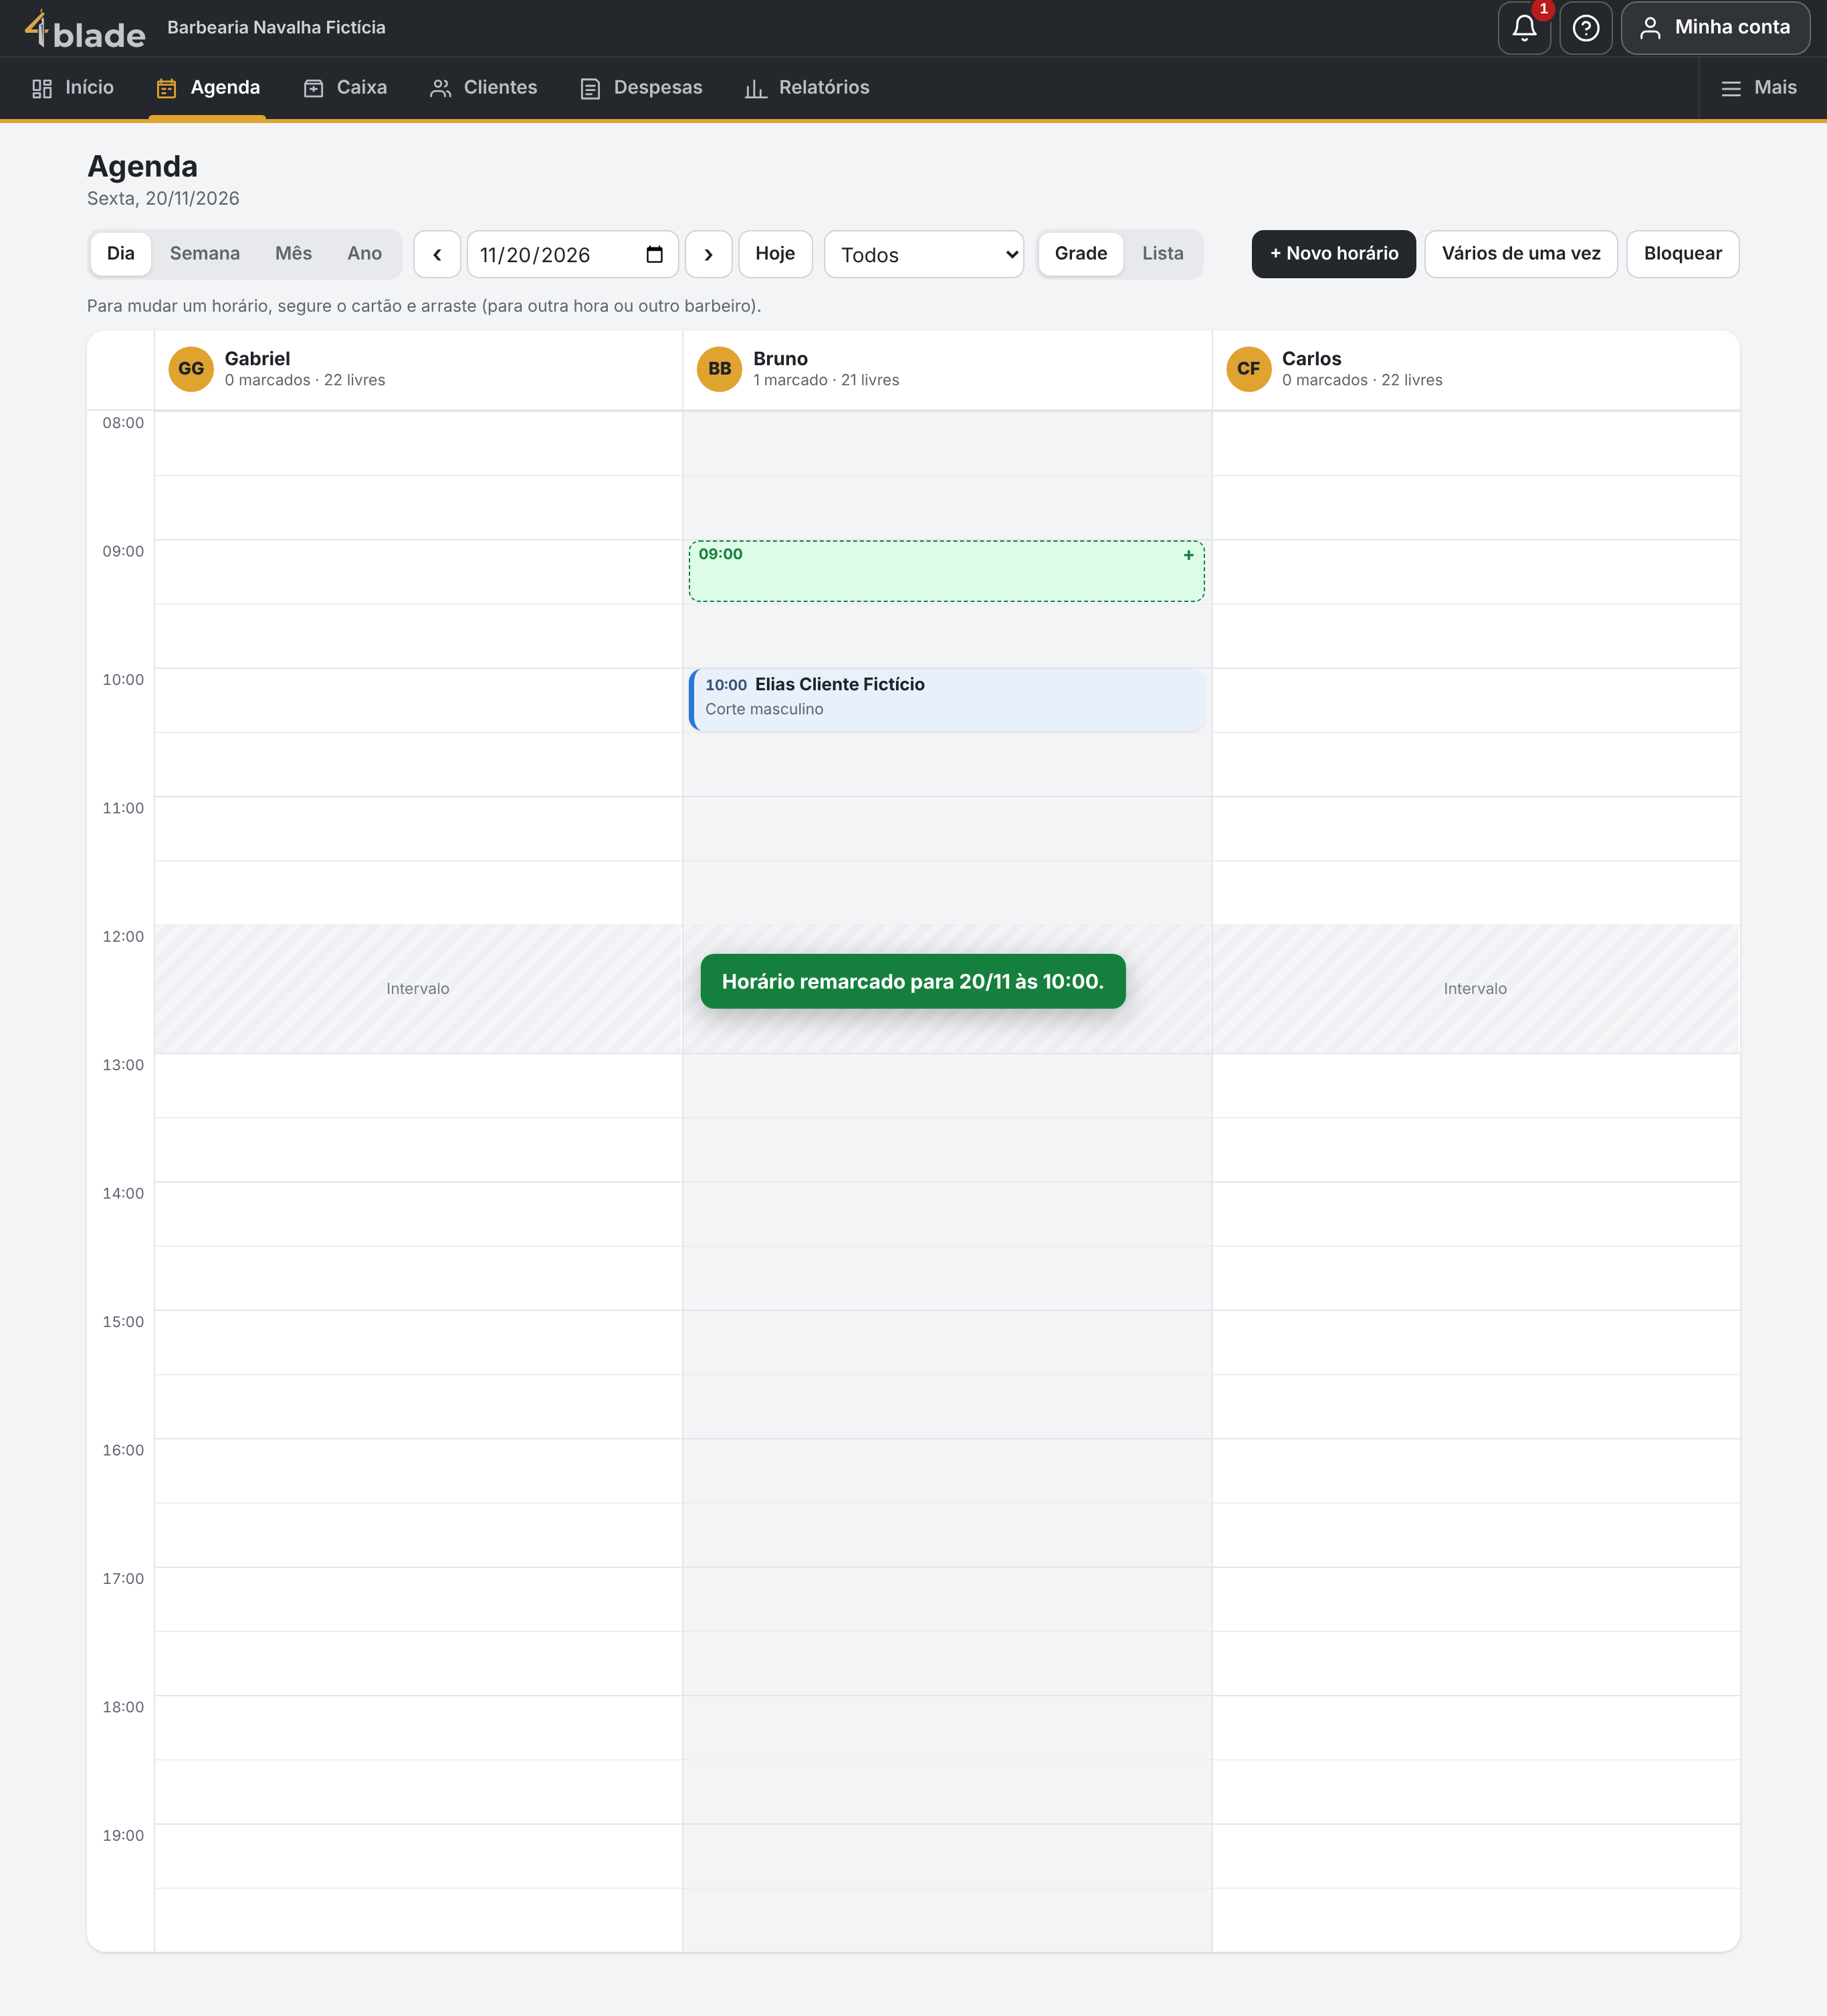 4blade
Barbearia Navalha Fictícia
1
Minha conta
Início
Agenda
Caixa
Clientes
Despesas
Relatórios
Mais
Agenda
Sexta, 20/11/2026
Dia
Semana
Mês
Ano
11/20/2026
Hoje
Todos
Grade
Lista
+ Novo horário
Vários de uma vez
Bloquear
Para mudar um horário, segure o cartão e arraste (para outra hora ou outro barbeiro).
GG
Gabriel
0 marcados · 22 livres
BB
Bruno
1 marcado · 21 livres
CF
Carlos
0 marcados · 22 livres
08:00
09:00
09:00 +
10:00
10:00 Elias Cliente Fictício
Corte masculino
11:00
12:00
Intervalo
Horário remarcado para 20/11 às 10:00.
Intervalo
13:00
14:00
15:00
16:00
17:00
18:00
19:00